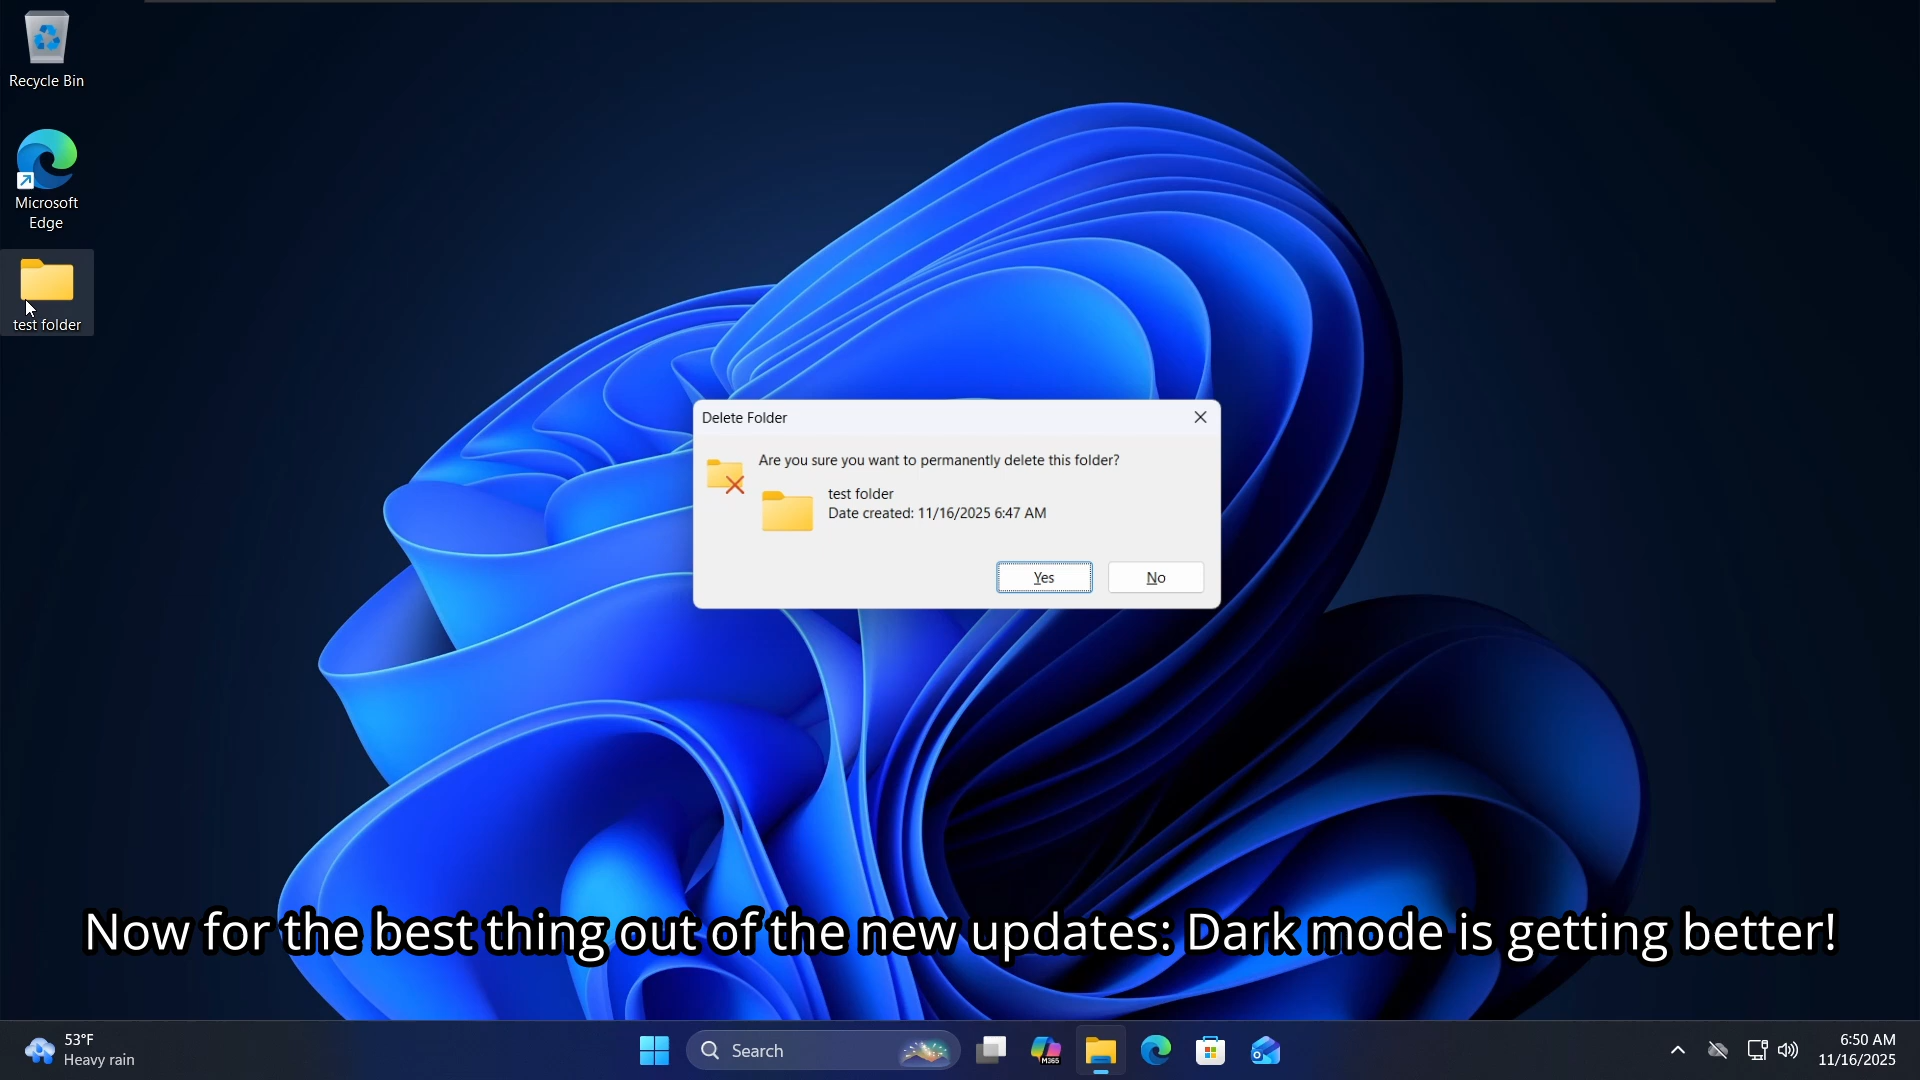 Recycle Bin
Microsoft
Edge
test folder
Delete Folder
Are you sure you want to permanently delete this folder?
test folder
Date created: 11/16/2025 6:47 AM
Yes
No
Now for the best thing out of the new updates: Dark mode is getting better!
53°F
Heavy rain
Search
M365
6:50 AM
11/16/2025